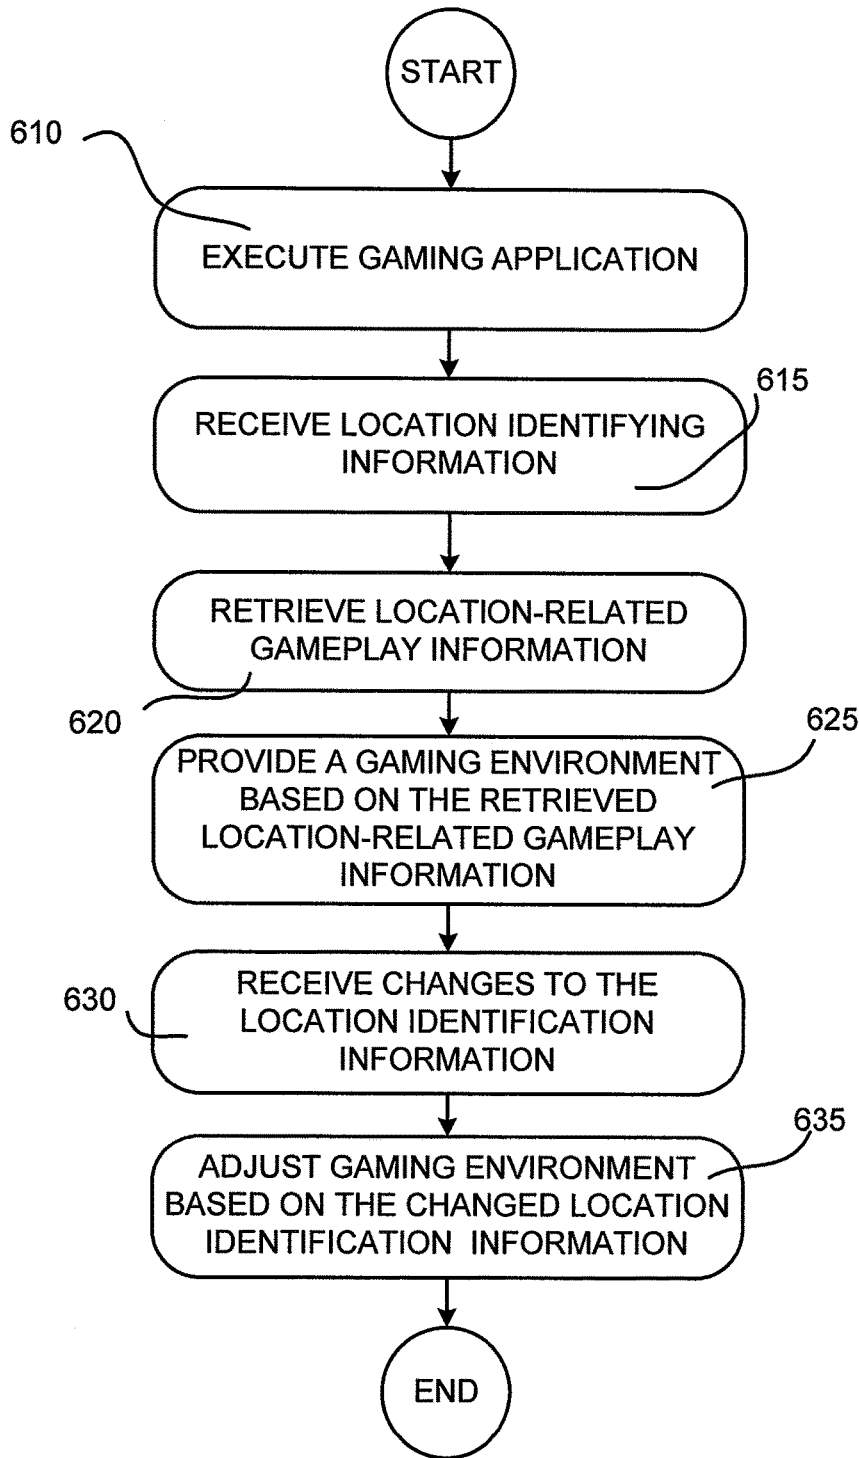 START
610
EXECUTE GAMING APPLICATION
615
RECEIVE LOCATION IDENTIFYING
INFORMATION
RETRIEVE LOCATION-RELATED
GAMEPLAY INFORMATION
620
625
PROVIDE A GAMING ENVIRONMENT
BASED ON THE RETRIEVED
LOCATION-RELATED GAMEPLAY
INFORMATION
630
RECEIVE CHANGES TO THE
LOCATION IDENTIFICATION
INFORMATION
635
ADJUST GAMING ENVIRONMENT
BASED ON THE CHANGED LOCATION
IDENTIFICATION INFORMATION
END